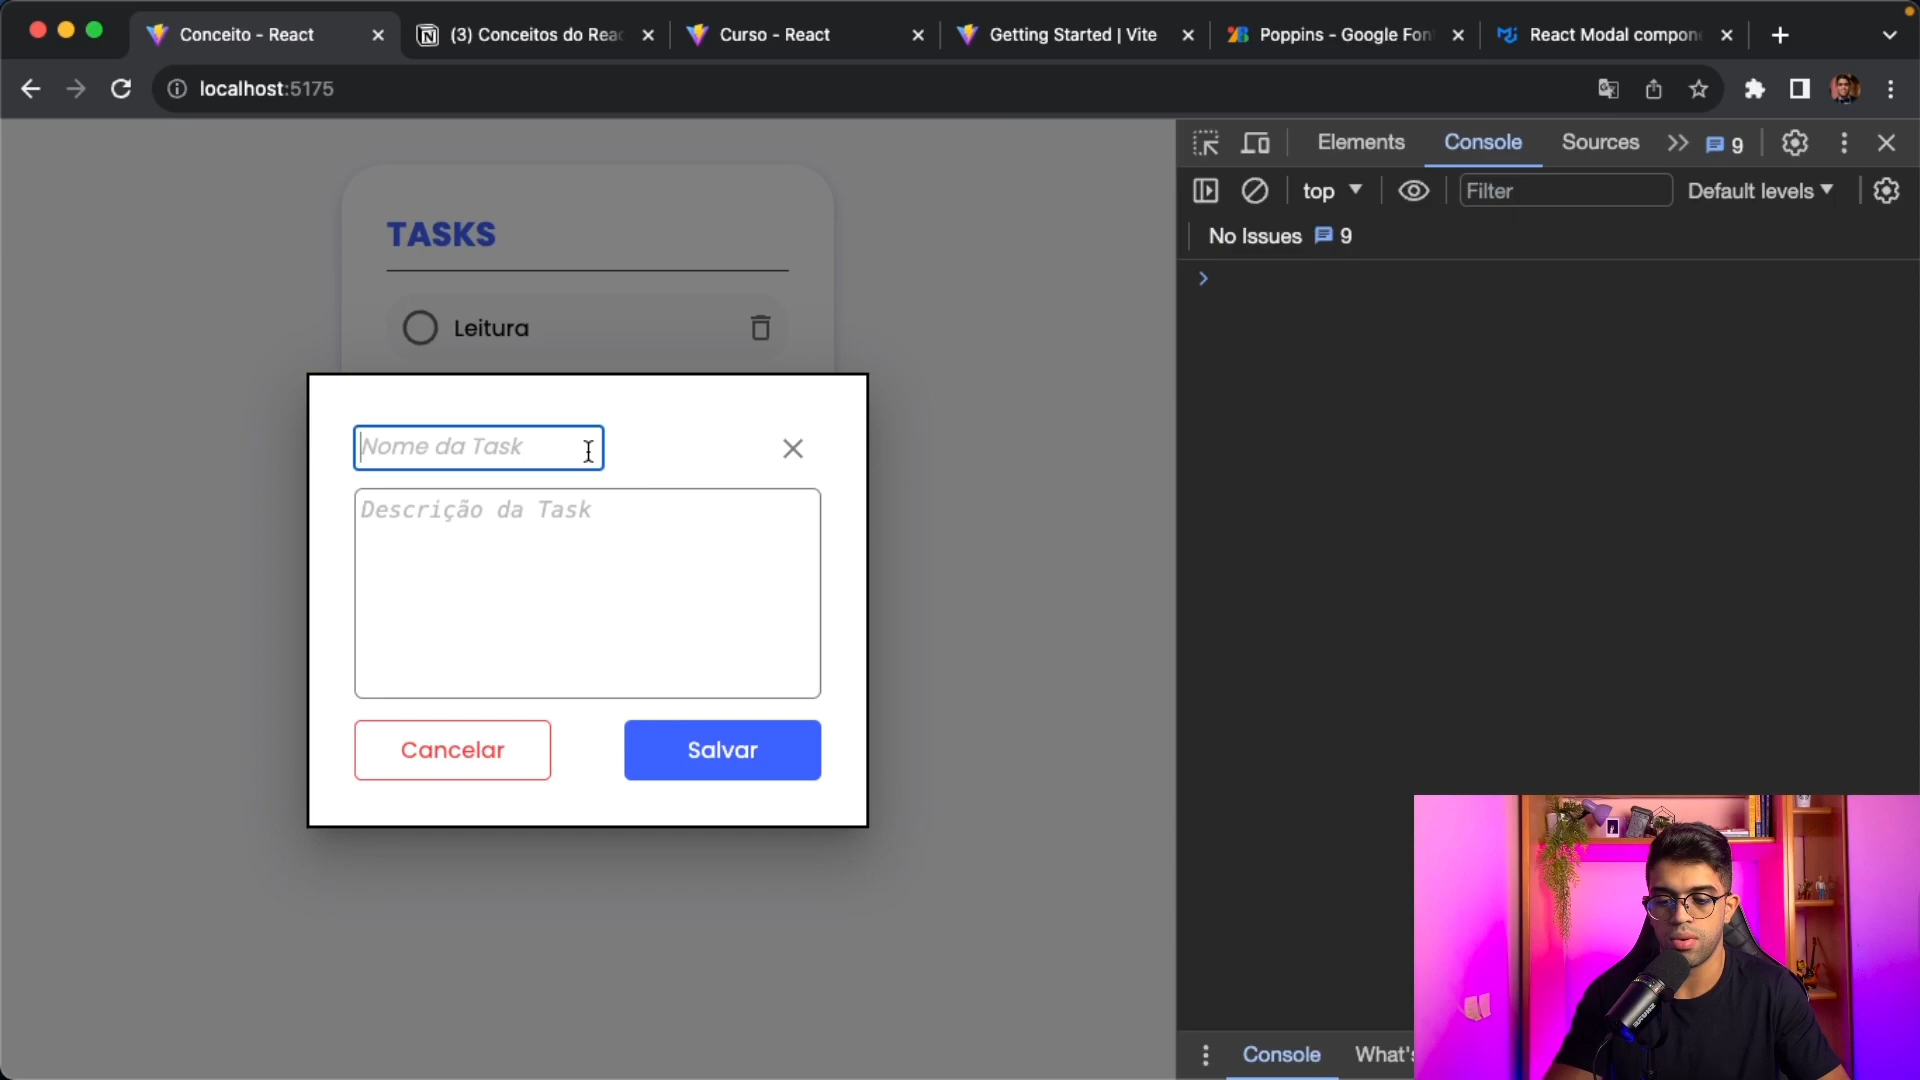 Conceito - React
(3) Conceitos do Reac
Curso - React
Getting Started | Vite
Poppins - Google Fon
React Modal compon
localhost:5175
Elements
Console
Sources
9
top
Filter
Default levels
No Issues
9
TASKS
Leitura
Nome da Task
Descrição da Task
Cancelar
Salvar
Console
What's